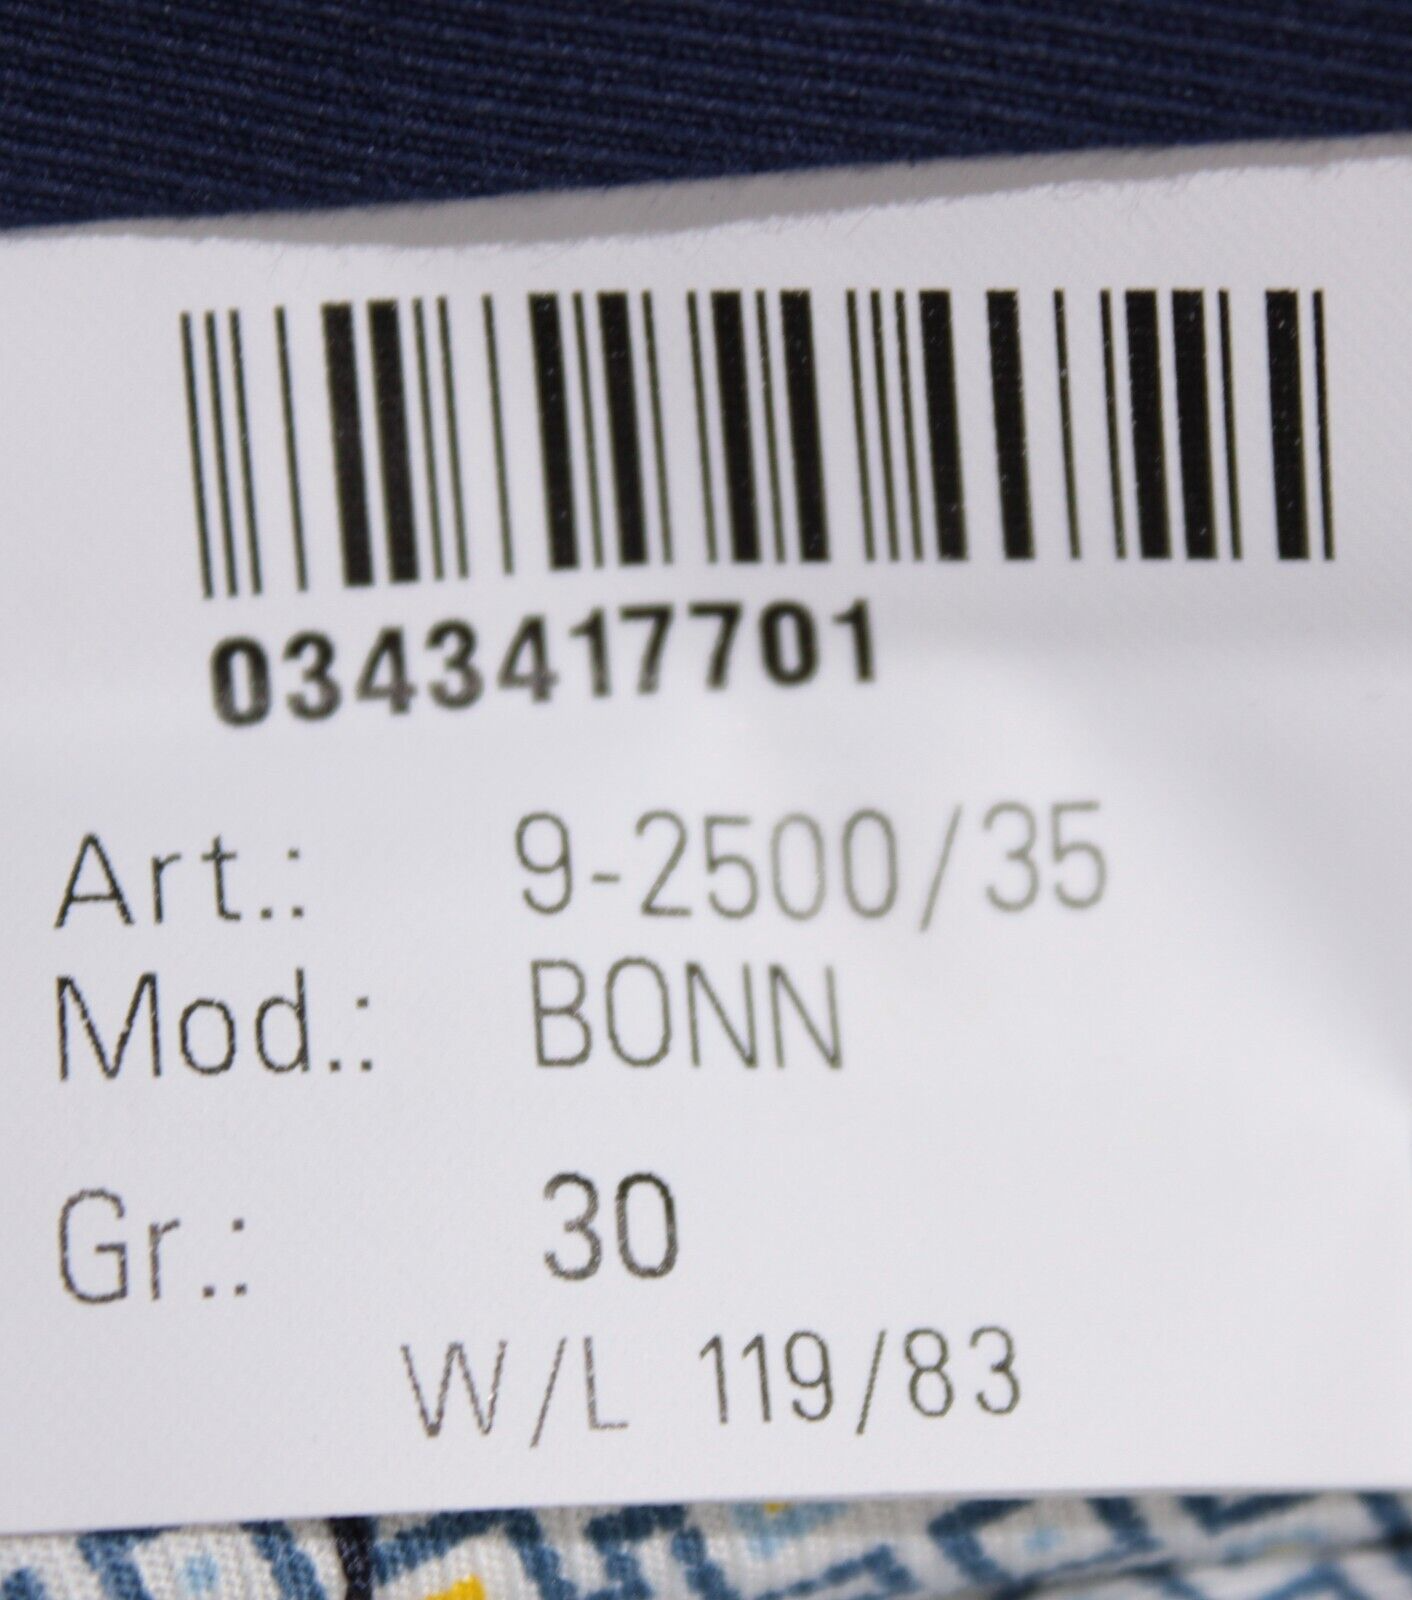 0343417701
Art.: 9-2500/35
Mod.: BONN
Gr.: 30
W/L 119/83